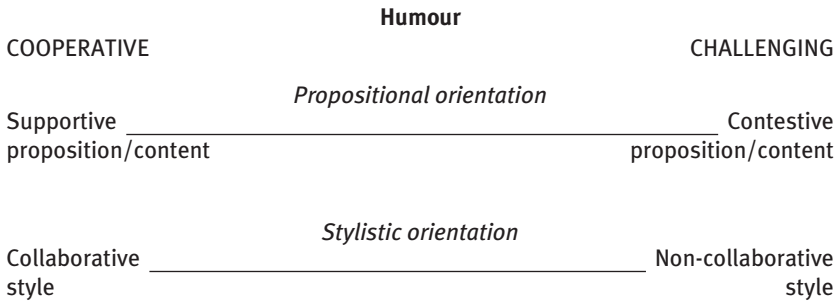 Humour
COOPERATIVE CHALLENGING
Propositional orientation
Supportive Contestive
proposition/content proposition/content
Stylistic orientation
Collaborative Non-collaborative
style style